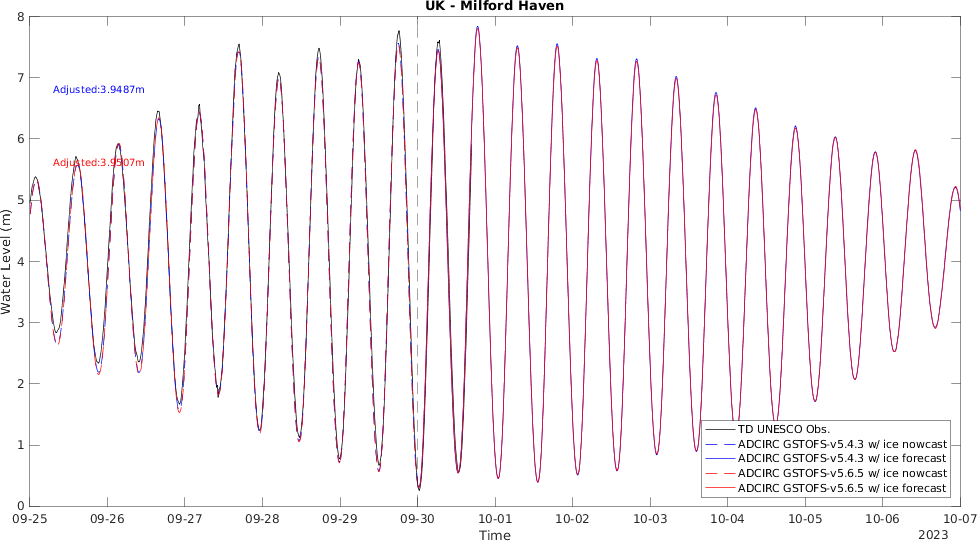 UK - Milford Haven
8
7
6
5
4
3
2
1
0
Water Level (m)
Adjusted:3.9487m
Adjusted:3.9507m
TD UNESCO Obs.
ADCIRC GSTOFS-v5.4.3 w/ ice nowcast
ADCIRC GSTOFS-v5.4.3 w/ ice forecast
ADCIRC GSTOFS-v5.6.5 w/ ice nowcast
ADCIRC GSTOFS-v5.6.5 w/ ice forecast
09-25 09-26 09-27 09-28 09-29 09-30 10-01 10-02 10-03 10-04 10-05 10-06 10-07
Time
2023